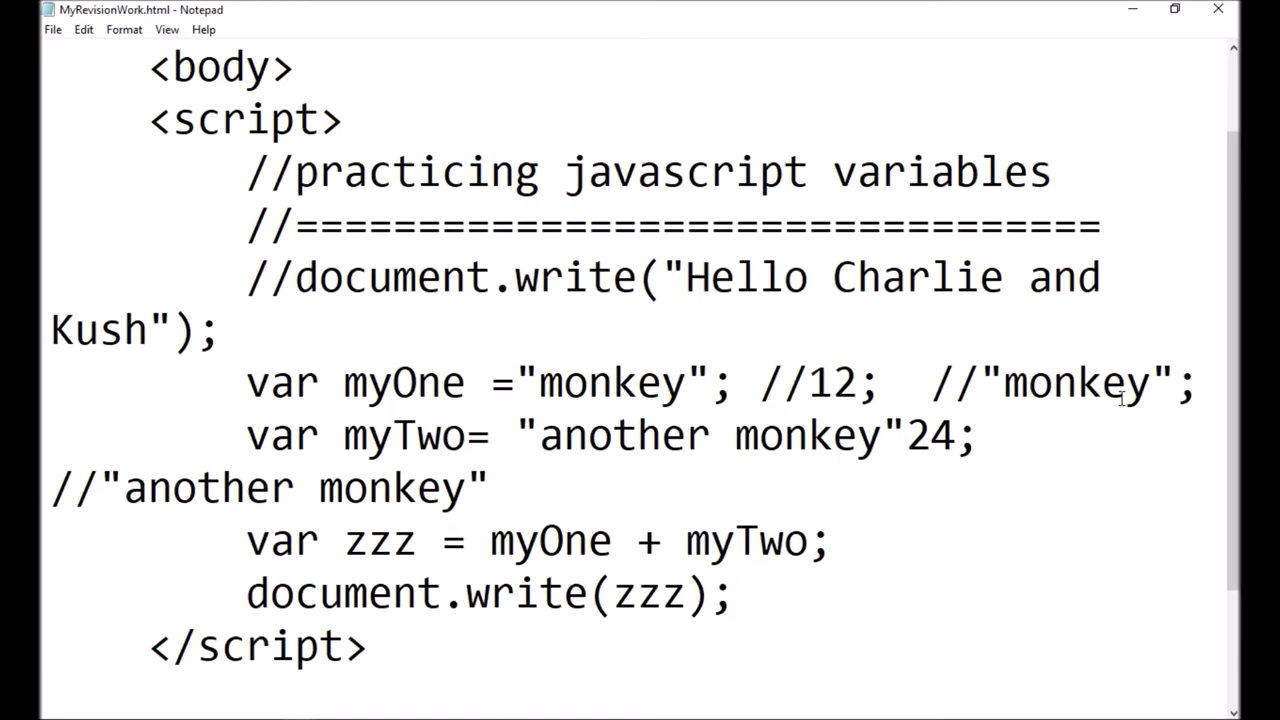 MyRevisionWork.html - Notepad
File Edit Format View Help
<body>
<script>
//practicing javascript variables
//=================================
//document.write("Hello Charlie and
Kush");
var myOne ="monkey"; //12; //"monkey";
var myTwo= "another monkey"24;
//"another monkey"
var zzz = myOne + myTwo;
document.write(zzz);
</script>